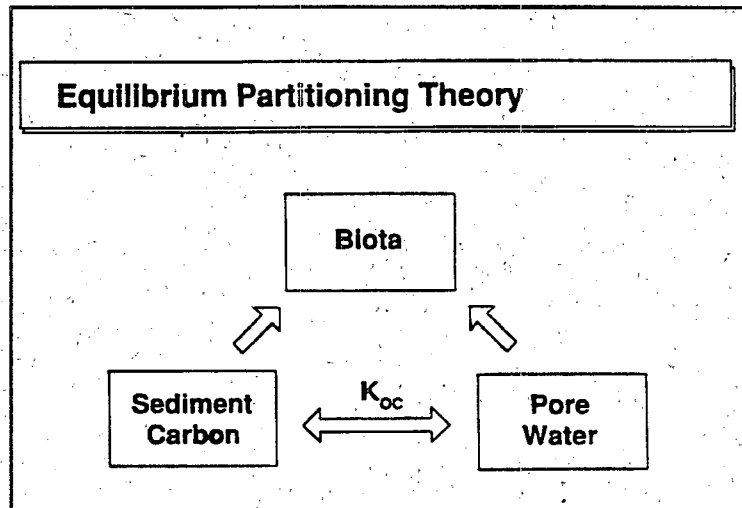 Equilibrium Partitioning Theory
Biota
Sediment
Carbon
Koc
Pore
Water